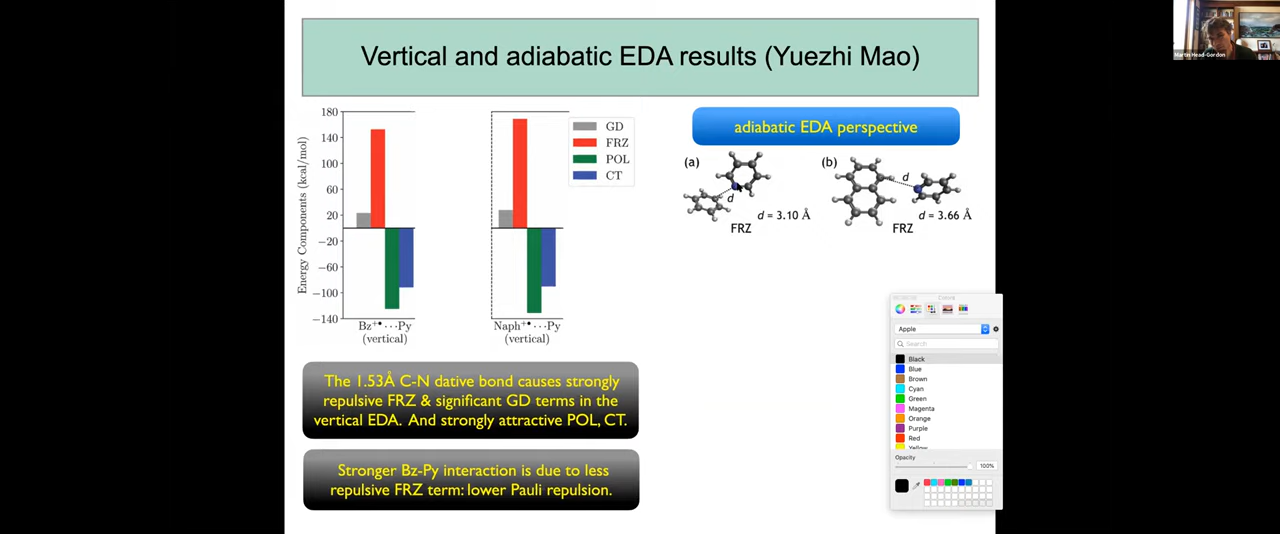 Vertical and adiabatic EDA results (Yuezhi Mao)
Martin Head-Gordon
180
140
100
60
20
−20
−60
−100
−140
Energy Components (kcal/mol)
Bz+• ···Py
(vertical)
Naph+• ···Py
(vertical)
GD
FRZ
POL
CT
adiabatic EDA perspective
(a)
d
d = 3.10 Å
FRZ
(b)
d
d = 3.66 Å
FRZ
The 1.53Å C-N dative bond causes strongly
repulsive FRZ & significant GD terms in the
vertical EDA. And strongly attractive POL, CT.
Stronger Bz-Py interaction is due to less
repulsive FRZ term: lower Pauli repulsion.
Colors
Apple
Search
Black
Blue
Brown
Cyan
Green
Magenta
Orange
Purple
Red
Yellow
Opacity
100%